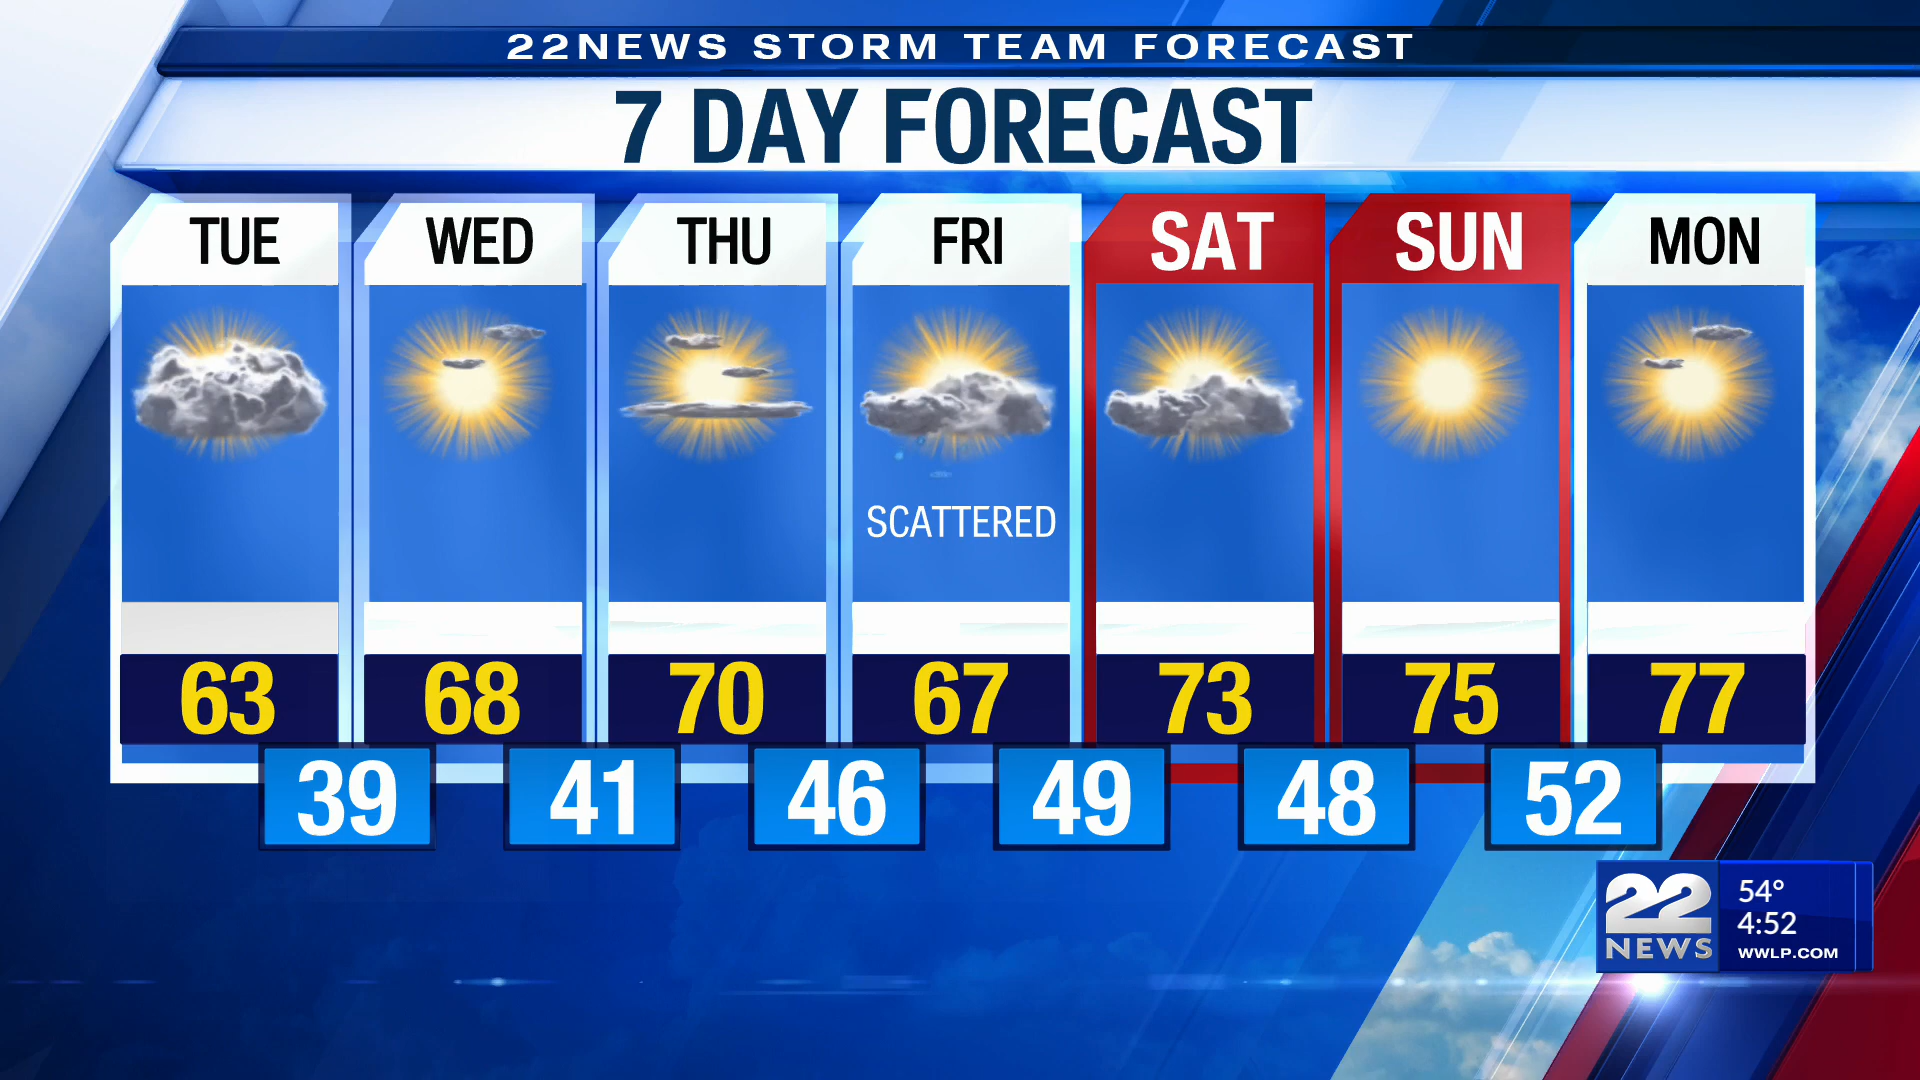 22NEWS STORM TEAM FORECAST
7 DAY FORECAST
TUE WED THU FRI SAT SUN MON
SCATTERED
63 68 70 67 73 75 77
39 41 46 49 48 52
22
NEWS
54°
4:52
WWLP.COM